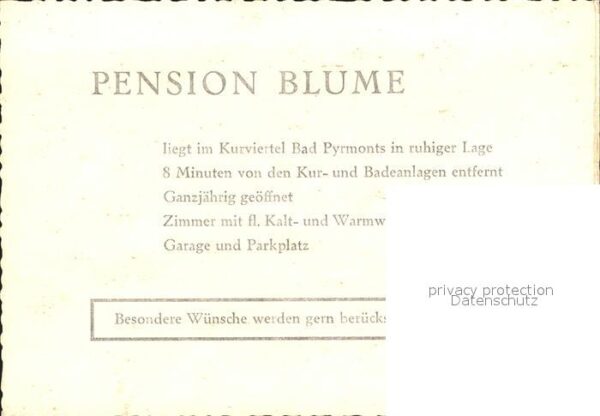 PENSION BLÜME
liegt im Kurviertel Bad Pyrmonts in ruhiger Lage
8 Minuten von den Kur- und Badeanlagen entfernt
Ganzjährig geöffnet
Zimmer mit fl. Kalt- und Warmw
Garage und Parkplatz
privacy protection
Datenschutz
Besondere Wünsche werden gern berücks